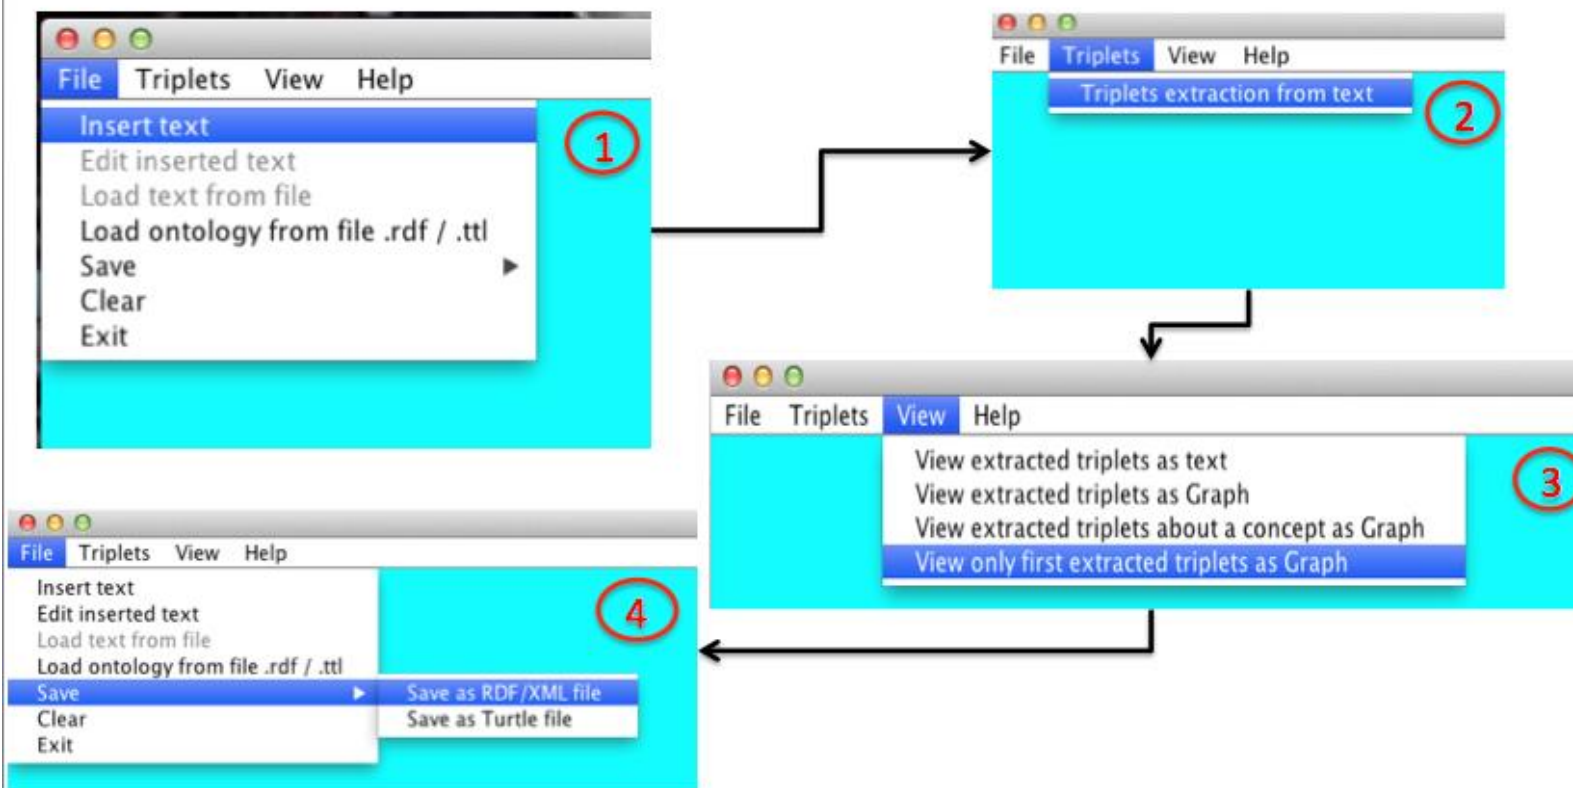 File Triplets View Help
Insert text
Edit inserted text
Load text from file
Load ontology from file .rdf / .ttl
Save
Clear
Exit
1
File Triplets View Help
Triplets extraction from text
2
File Triplets View Help
View extracted triplets as text
View extracted triplets as Graph
View extracted triplets about a concept as Graph
View only first extracted triplets as Graph
3
File Triplets View Help
Insert text
Edit inserted text
Load text from file
Load ontology from file .rdf / .ttl
Save Save as RDF/XML file
Clear Save as Turtle file
Exit
4